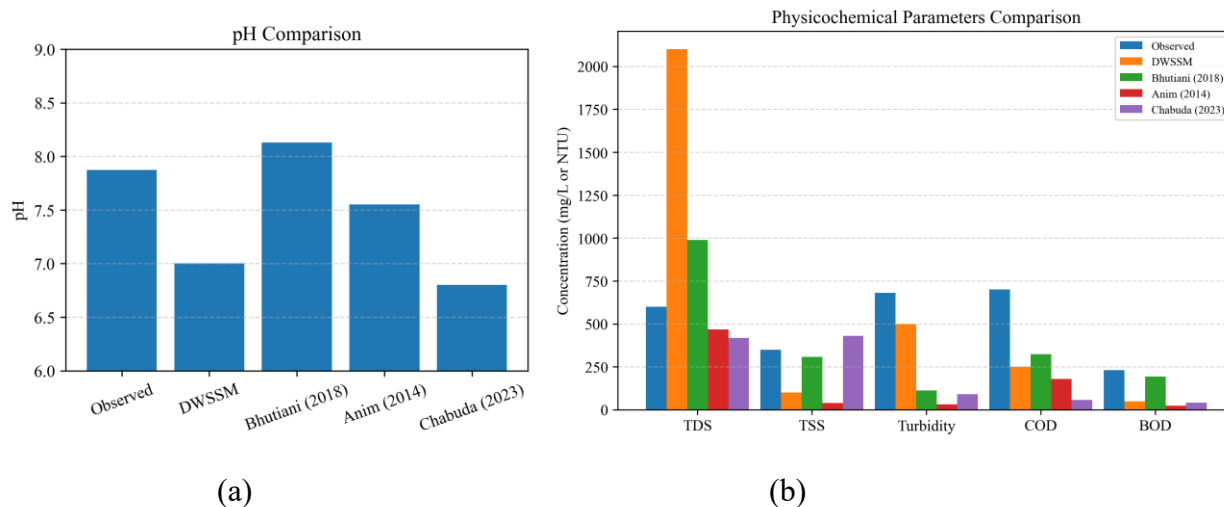 pH Comparison
9.0
8.5
8.0
7.5
7.0
6.5
6.0
pH
Observed
DWSSM
Bhutiani (2018)
Anim (2014)
Chabuda (2023)
(a)
Physicochemical Parameters Comparison
2000
1750
1500
1250
1000
750
500
250
0
Concentration (mg/L or NTU)
Observed
DWSSM
Bhutiani (2018)
Anim (2014)
Chabuda (2023)
TDS
TSS
Turbidity
COD
BOD
(b)